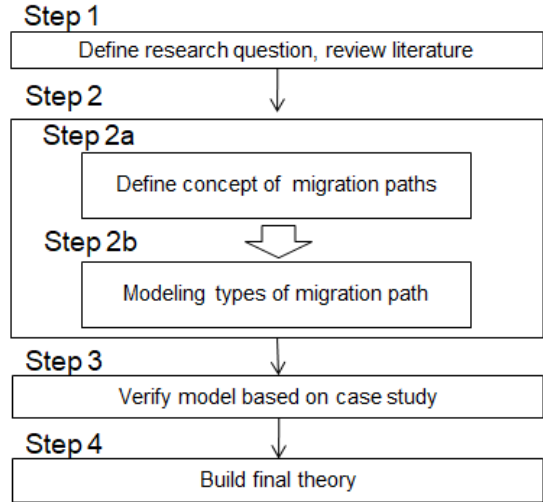 Step 1
Define research question, review literature
Step 2
Step 2a
Define concept of migration paths
Step 2b
Modeling types of migration path
Step 3
Verify model based on case study
Step 4
Build final theory